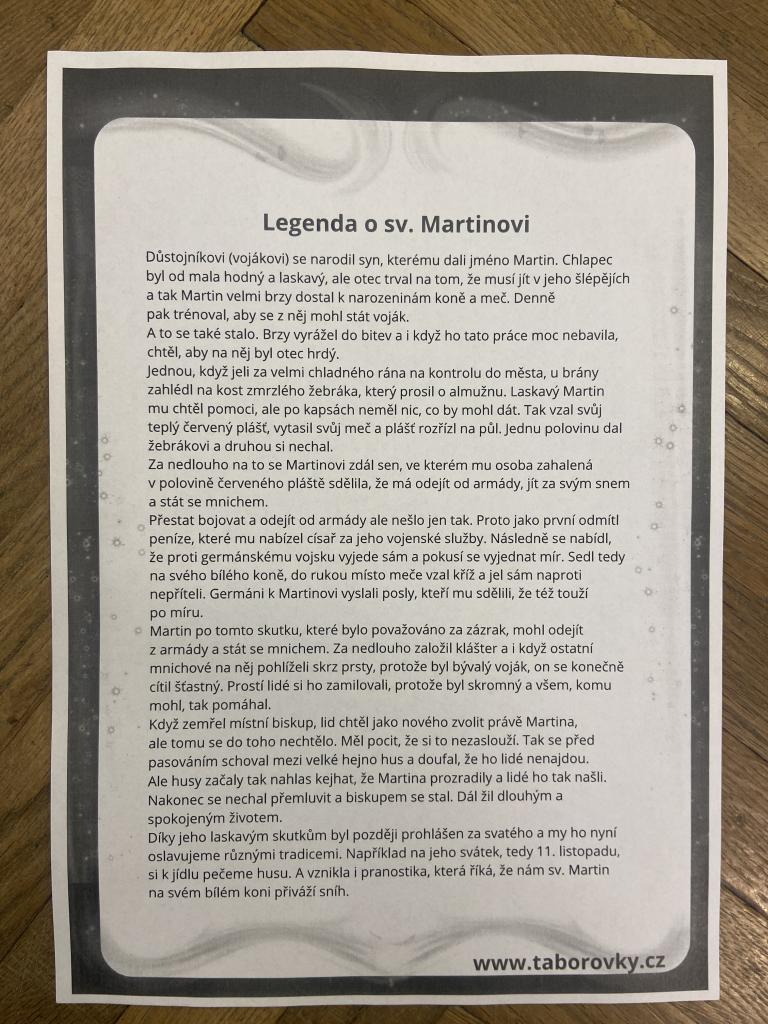 Legenda o sv. Martinovi
Důstojníkovi (vojákovi) se narodil syn, kterému dali jméno Martin. Chlapec
byl od mala hodný a laskavý, ale otec trval na tom, že musí jít v jeho šlépějích
a tak Martin velmi brzy dostal k narozeninám koně a meč. Denně
pak trénoval, aby se z něj mohl stát voják.
A to se také stalo. Brzy vyrážel do bitev a i když ho tato práce moc nebavila,
chtěl, aby na něj byl otec hrdý.
Jednou, když jeli za velmi chladného rána na kontrolu do města, u brány
zahlédl na kost zmrzlého žebráka, který prosil o almužnu. Laskavý Martin
mu chtěl pomoci, ale po kapsách neměl nic, co by mohl dát. Tak vzal svůj
teplý červený plášť, vytasil svůj meč a plášť rozřízl na půl. Jednu polovinu dal
žebrákovi a druhou si nechal.
Za nedlouho na to se Martinovi zdál sen, ve kterém mu osoba zahalená
v polovině červeného pláště sdělila, že má odejít od armády, jít za svým snem
a stát se mnichem.
Přestat bojovat a odejít od armády ale nešlo jen tak. Proto jako první odmítl
peníze, které mu nabízel císař za jeho vojenské služby. Následně se nabídl,
že proti germánskému vojsku vyjede sám a pokusí se vyjednat mír. Sedl tedy
na svého bílého koně, do rukou místo meče vzal kříž a jel sám naproti
nepříteli. Germáni k Martinovi vyslali posly, kteří mu sdělili, že též touží
po míru.
Martin po tomto skutku, které bylo považováno za zázrak, mohl odejít
z armády a stát se mnichem. Za nedlouho založil klášter a i když ostatní
mnichové na něj pohlíželi skrz prsty, protože byl bývalý voják, on se konečně
cítil šťastný. Prostí lidé si ho zamilovali, protože byl skromný a všem, komu
mohl, tak pomáhal.
Když zemřel místní biskup, lid chtěl jako nového zvolit právě Martina,
ale tomu se do toho nechtělo. Měl pocit, že si to nezaslouží. Tak se před
pasováním schoval mezi velké hejno hus a doufal, že ho lidé nenajdou.
Ale husy začaly tak nahlas kejhat, že Martina prozradily a lidé ho tak našli.
Nakonec se nechal přemluvit a biskupem se stal. Dál žil dlouhým a
spokojeným životem.
Díky jeho laskavým skutkům byl později prohlášen za svatého a my ho nyní
oslavujeme různými tradicemi. Například na jeho svátek, tedy 11. listopadu,
si k jídlu pečeme husu. A vznikla i pranostika, která říká, že nám sv. Martin
na svém bílém koni přiváží sníh.
www.taborovky.cz